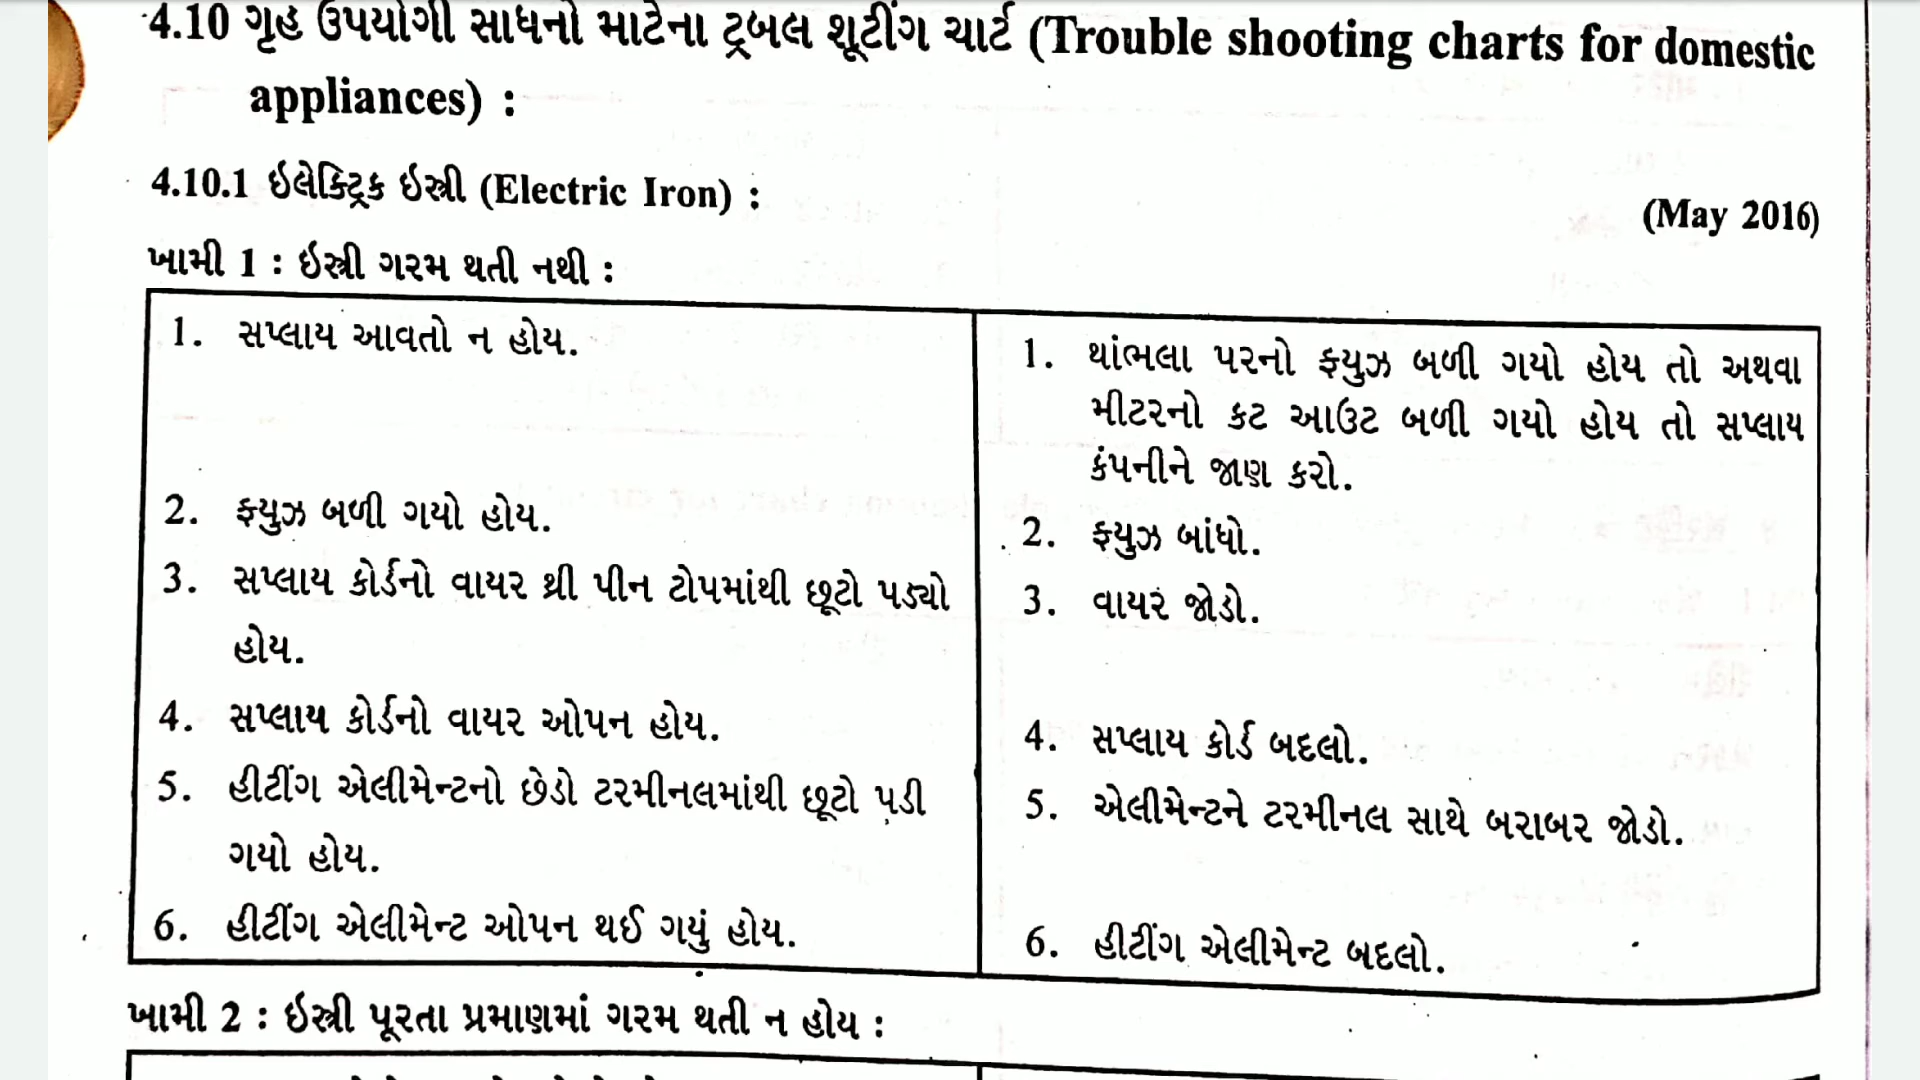 4.10 ગૃહ ઉપયોગી સાધનો માટેના ટ્રબલ શૂટીંગ ચાર્ટ (Trouble shooting charts for domestic
appliances) :
4.10.1 ઇલેક્ટ્રિક ઇસ્ત્રી (Electric Iron) :
(May 2016)
ખામી 1 : ઇસ્ત્રી ગરમ થતી નથી :
1. સપ્લાય આવતો ન હોય.
2. ફ્યુઝ બળી ગયો હોય.
3. સપ્લાય કોર્ડનો વાયર થ્રી પીન ટોપમાંથી છૂટો પડ્યો
હોય.
4. સપ્લાય કોર્ડનો વાયર ઓપન હોય.
5. હીટીંગ એલીમેન્ટનો છેડો ટરમીનલમાંથી છૂટો પડી
ગયો હોય.
6. હીટીંગ એલીમેન્ટ ઓપન થઈ ગયું હોય.
1. થાંભલા પરનો ફ્યુઝ બળી ગયો હોય તો અથવા
મીટરનો કટ આઉટ બળી ગયો હોય તો સપ્લાય
કંપનીને જાણ કરો.
2. ફ્યુઝ બાંધો.
3. વાયર જોડો.
4. સપ્લાય કોર્ડ બદલો.
5. એલીમેન્ટને ટરમીનલ સાથે બરાબર જોડો.
6. હીટીંગ એલીમેન્ટ બદલો.
ખામી 2 : ઇસ્ત્રી પૂરતા પ્રમાણમાં ગરમ થતી ન હોય :